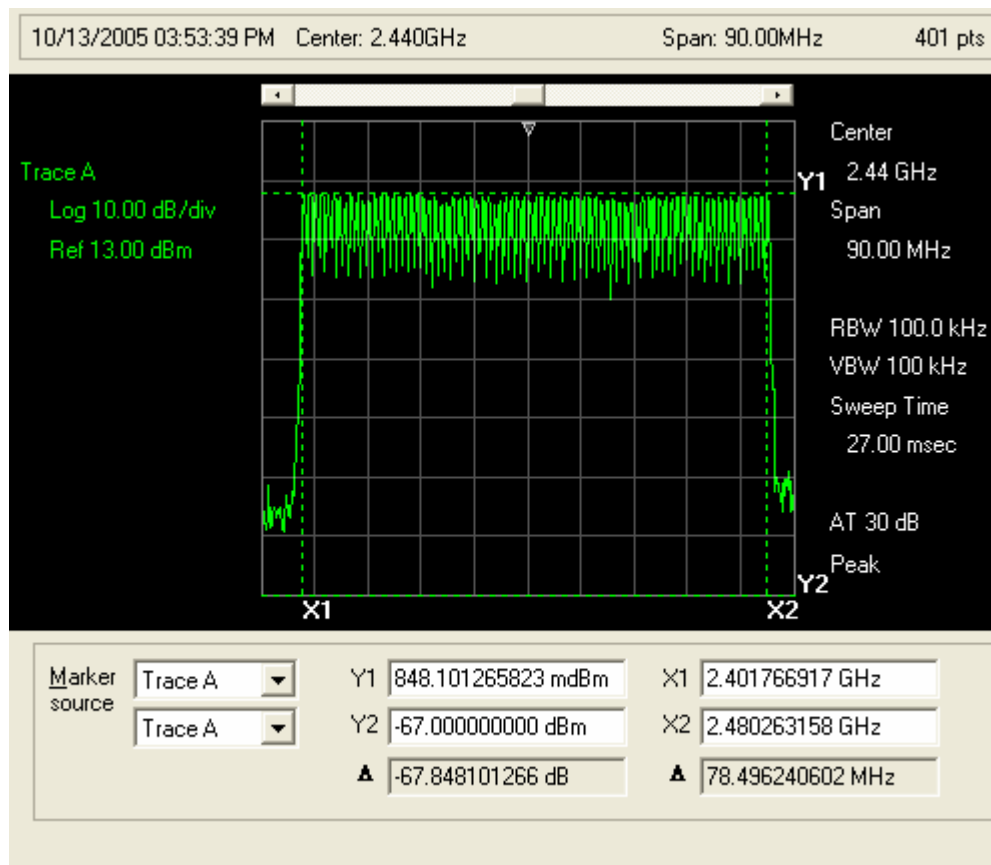 10/13/2005 03:53:39 PM Center: 2.440GHz Span: 90.00MHz 401 pts
Trace A
Log 10.00 dB/div
Ref 13.00 dBm
Y1
Center
2.44 GHz
Span
90.00 MHz
RBW 100.0 kHz
VBW 100 kHz
Sweep Time
27.00 msec
AT 30 dB
Peak
Y2
X1 X2
Marker source
Trace A
Trace A
Y1 848.101265823 mdBm
Y2 -67.000000000 dBm
Δ -67.848101266 dB
X1 2.401766917 GHz
X2 2.480263158 GHz
Δ 78.496240602 MHz